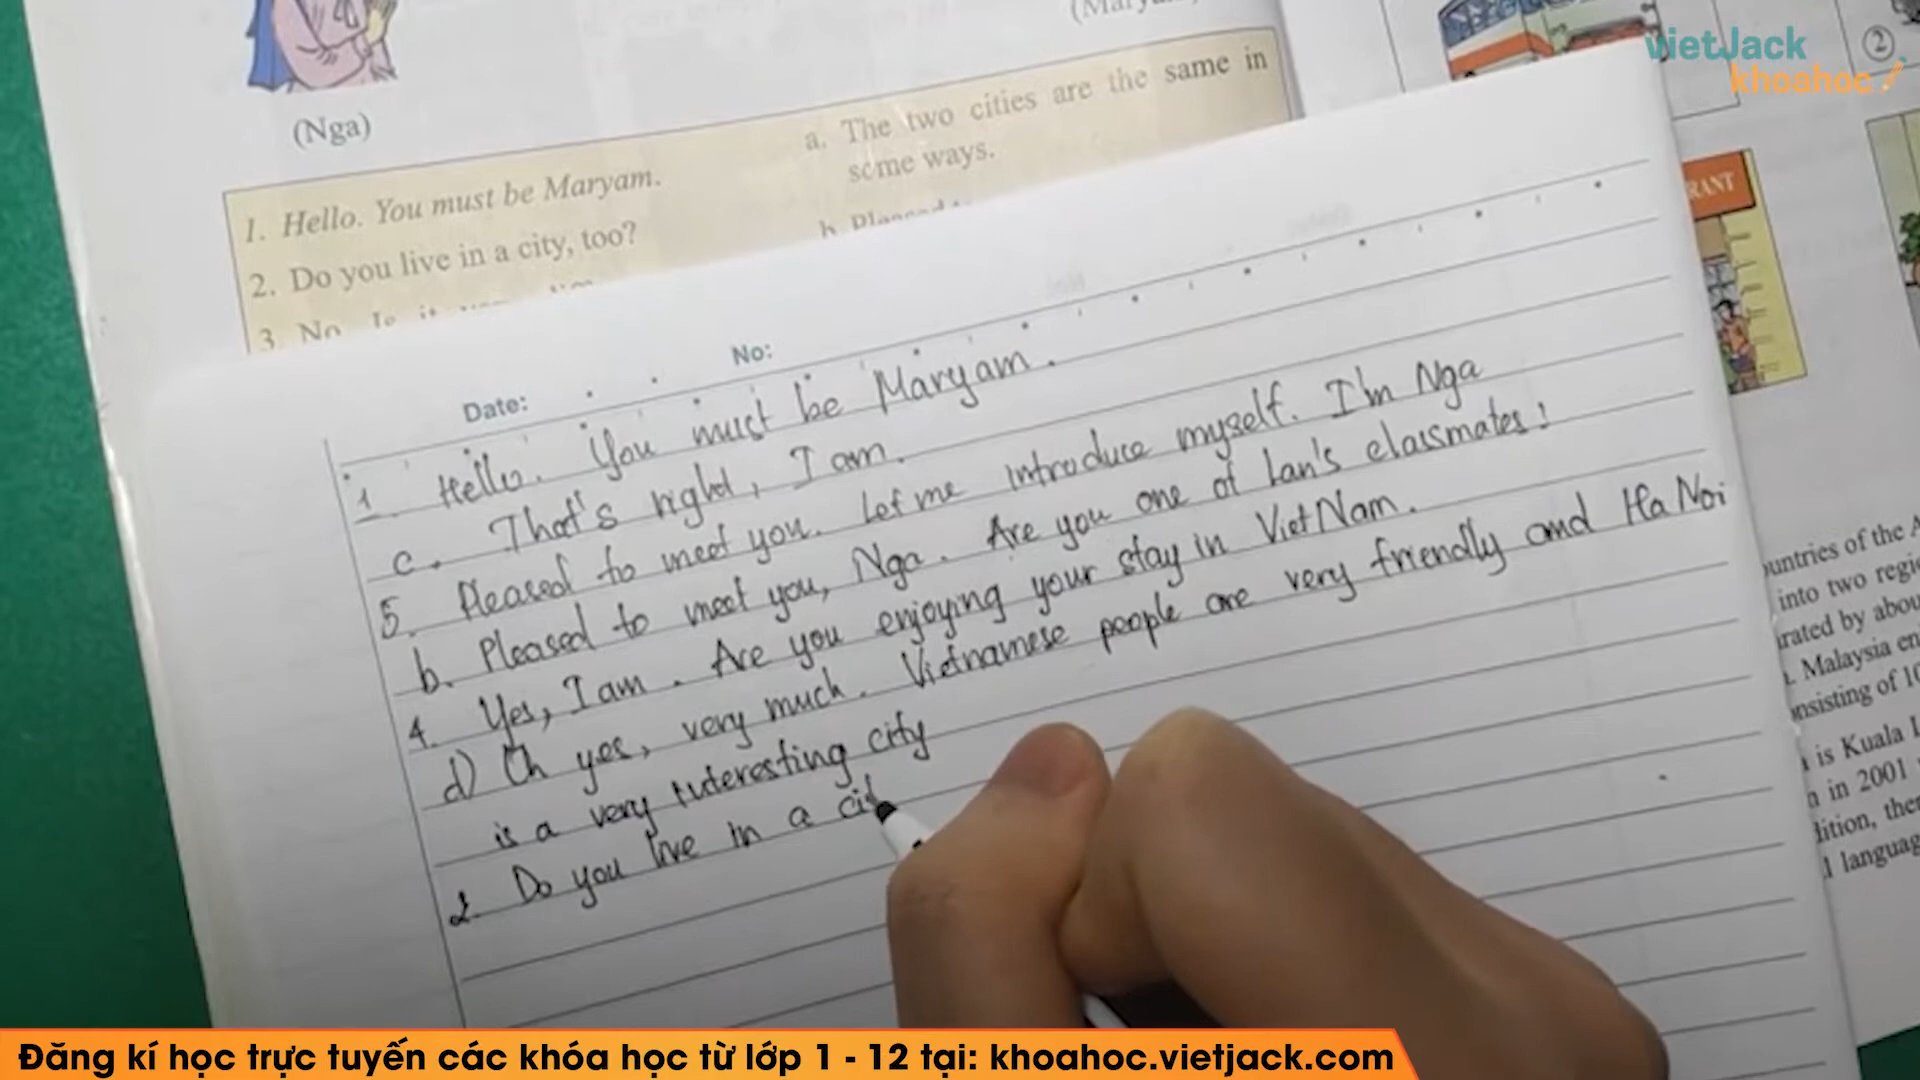 (Nga)
1. Hello. You must be Maryam.
2. Do you live in a city, too?
a. The two cities are the same in
some ways.
vietJack
khoahoc
2
RANT
Date:
No:
1. Hello. You must be Maryam.
c. That's right, I am.
5. Pleased to meet you. Let me introduce myself. I'm Nga
b. Pleased to meet you, Nga. Are you one of Lan's classmates?
4. Yes, I am. Are you enjoying your stay in VietNam.
d) Oh yes, very much. Vietnamese people are very friendly and Ha Noi
is a very interesting city
2. Do you live in a cit
untries of the A
into two regi
rated by abou
. Malaysia en
nsisting of 10
is Kuala L
in 2001
dition, the
l languag
Đăng kí học trực tuyến các khóa học từ lớp 1 - 12 tại: khoahoc.vietjack.com